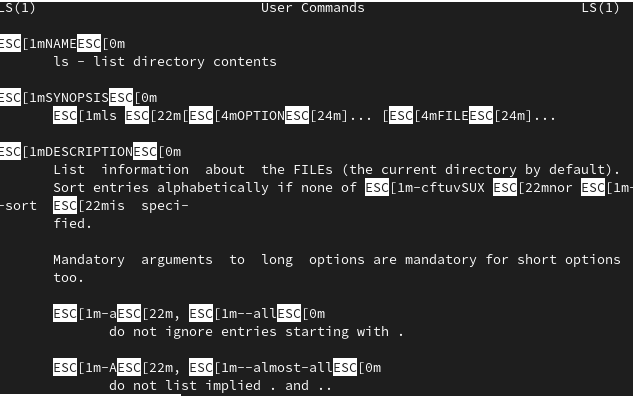 LS(1) User Commands LS(1)
ESC[1mNAMEESC[0m
ls - list directory contents
ESC[1mSYNOPSISESC[0m
ESC[1mls ESC[22m[ESC[4mOPTIONESC[24m]... [ESC[4mFILEESC[24m]...
ESC[1mDESCRIPTIONESC[0m
List information about the FILEs (the current directory by default).
Sort entries alphabetically if none of ESC[1m-cftuvSUX ESC[22mnor ESC[1m-
-sort ESC[22mis speci-
fied.
Mandatory arguments to long options are mandatory for short options
too.
ESC[1m-aESC[22m, ESC[1m--allESC[0m
do not ignore entries starting with .
ESC[1m-AESC[22m, ESC[1m--almost-allESC[0m
do not list implied . and ..